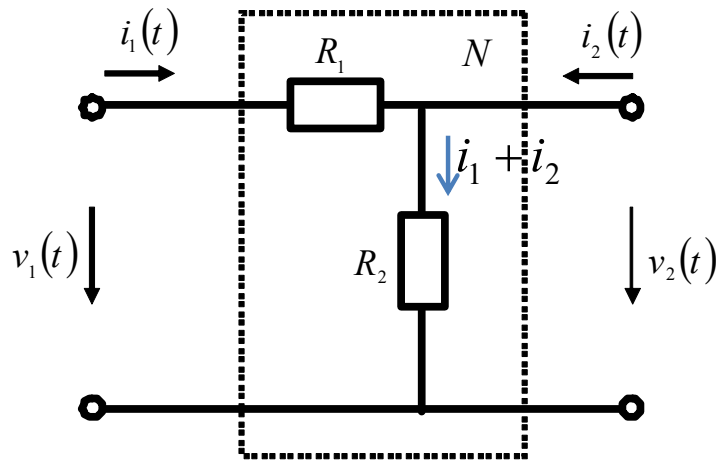 i₁(t)
R₁
N
i₂(t)
i₁ + i₂
v₁(t)
R₂
v₂(t)